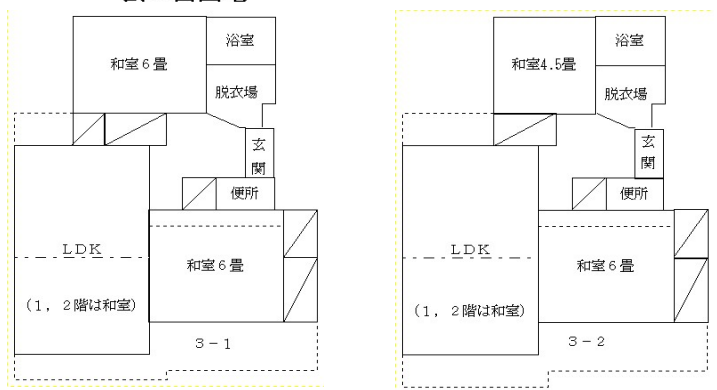 浴室
和室６畳
脱衣場
玄
関
便所
ＬＤＫ
和室６畳
(１，２階は和室)
３－１
浴室
和室4.5畳
脱衣場
玄
関
便所
ＬＤＫ
和室６畳
(１，２階は和室)
３－２